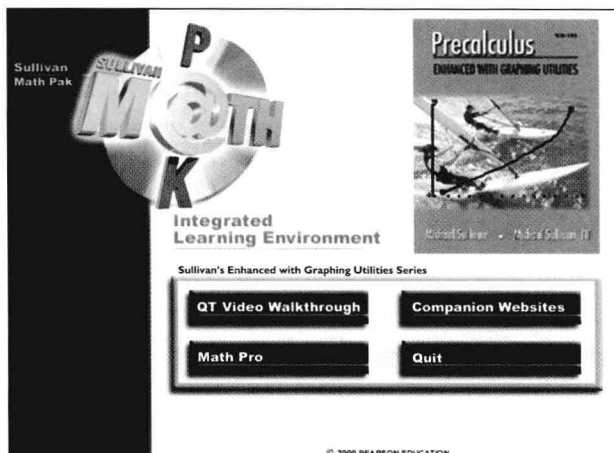 Sullivan
Math Pak
SULLIVAN
P
M@TH
K
Integrated
Learning Environment
Precalculus
ENHANCED WITH GRAPHING UTILITIES
Michael Sullivan • Michael Sullivan, III
Sullivan's Enhanced with Graphing Utilities Series
QT Video Walkthrough
Companion Websites
Math Pro
Quit
© 2000 PEARSON EDUCATION